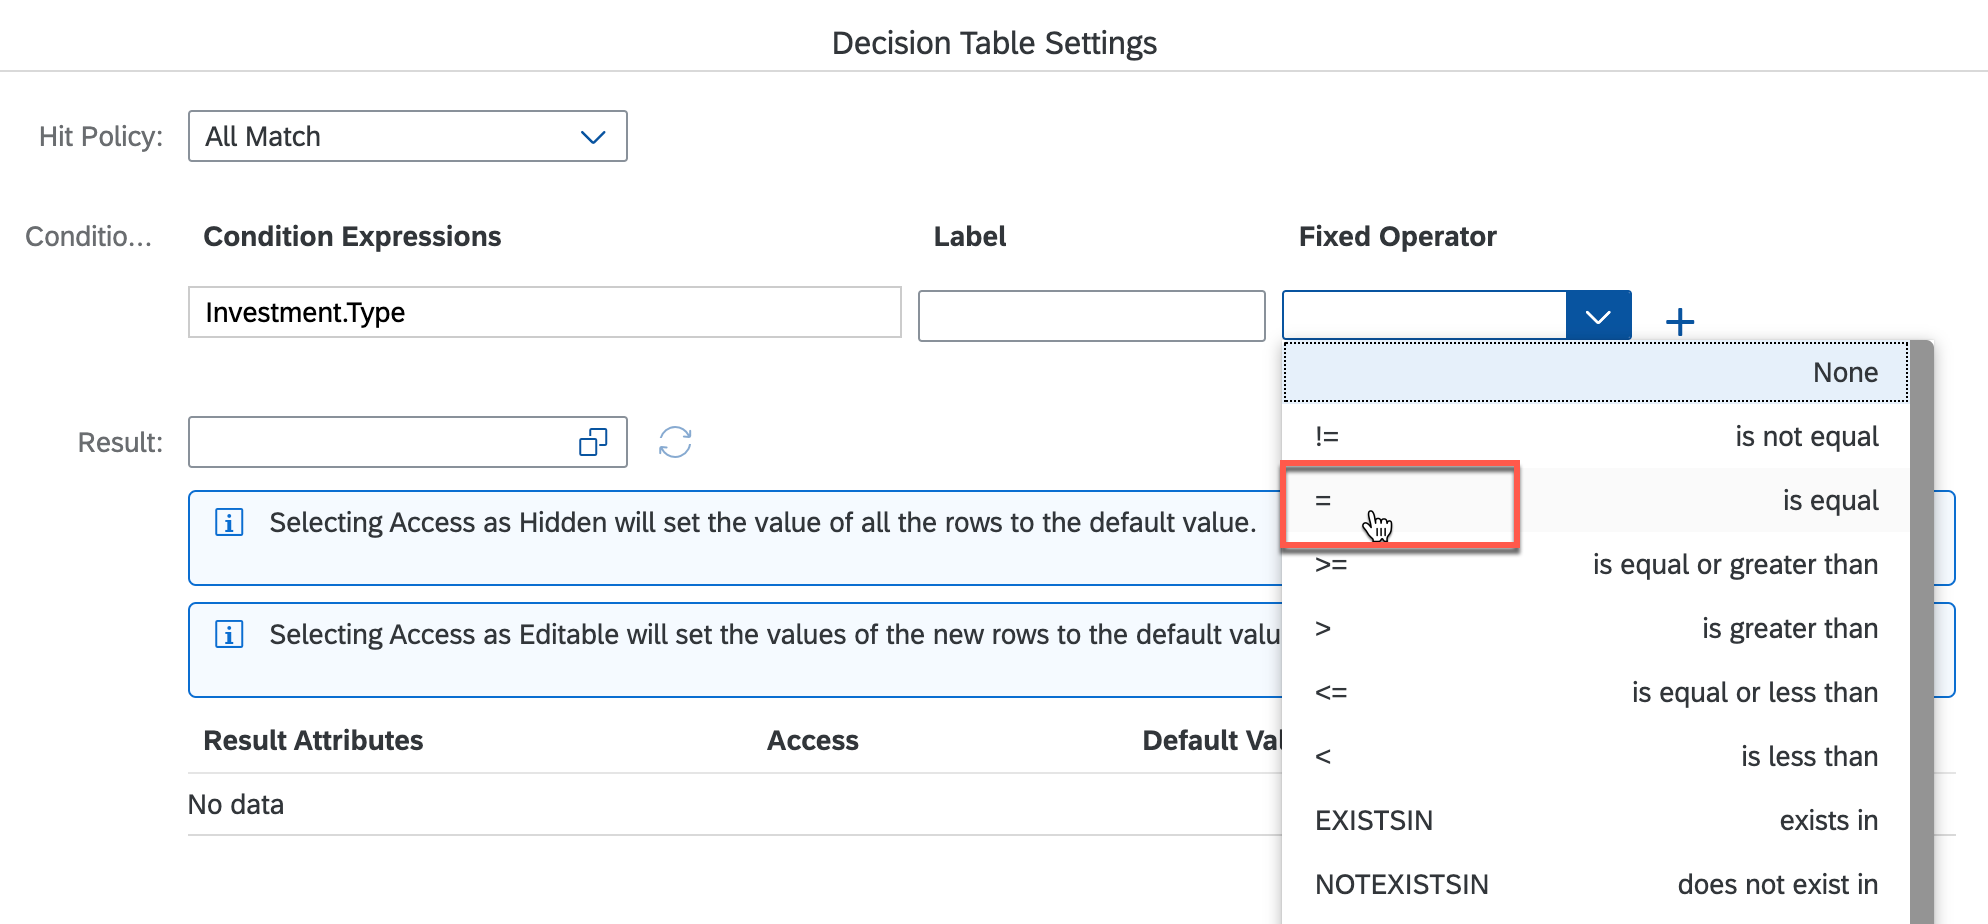 Decision Table Settings
Hit Policy: All Match
Conditio... Condition Expressions Label Fixed Operator
Investment.Type
None
!= is not equal
Result:
= is equal
Selecting Access as Hidden will set the value of all the rows to the default value.
>= is equal or greater than
Selecting Access as Editable will set the values of the new rows to the default valu
> is greater than
<= is equal or less than
Result Attributes Access Default Val
< is less than
No data
EXISTSIN exists in
NOTEXISTSIN does not exist in